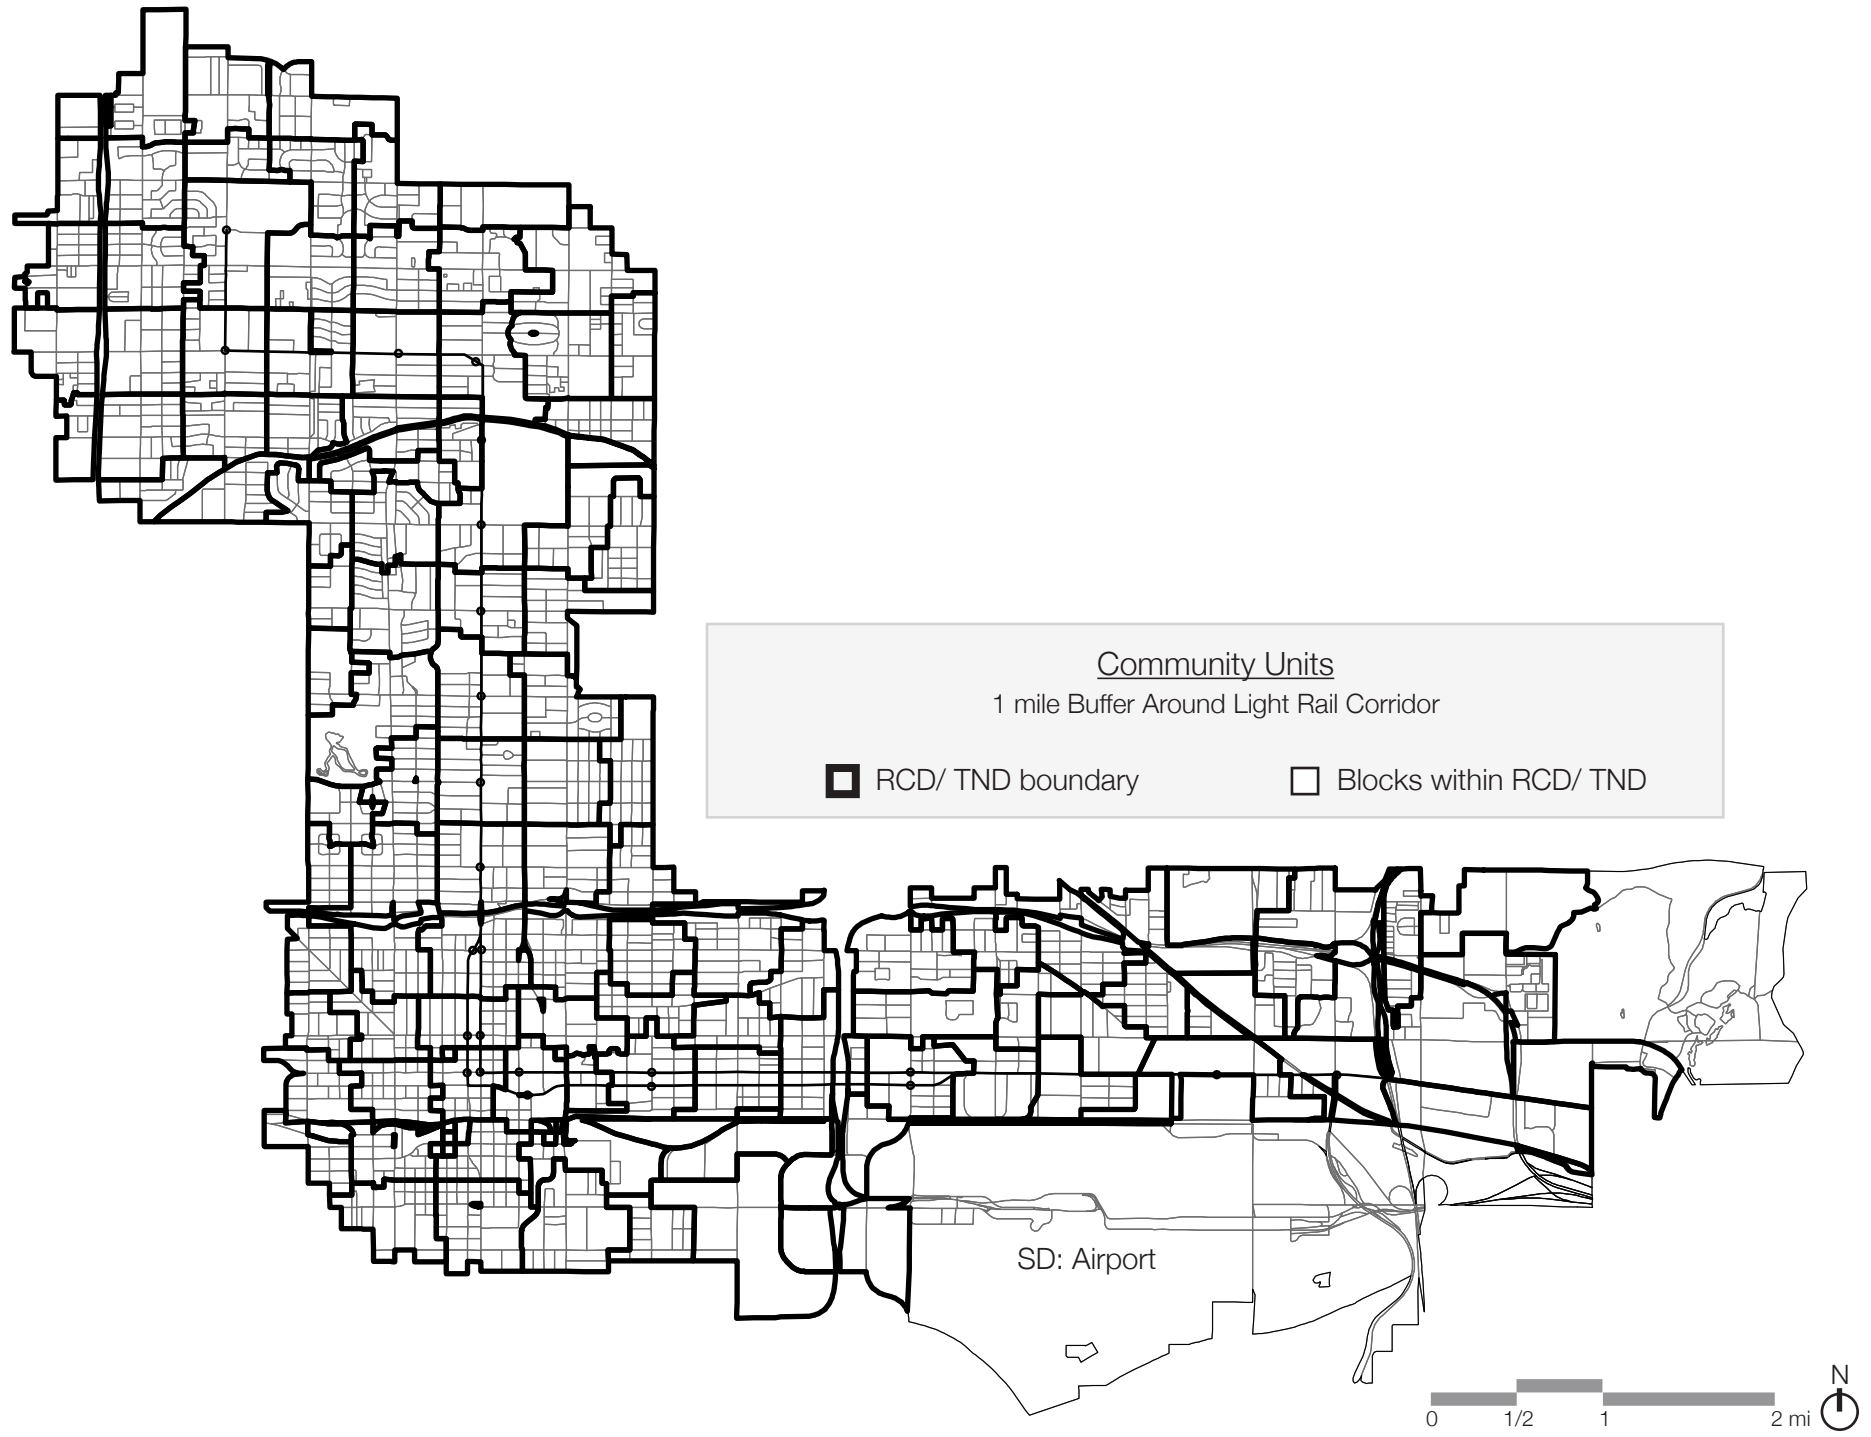 Community Units
1 mile Buffer Around Light Rail Corridor
RCD/ TND boundary
Blocks within RCD/ TND
SD: Airport
N
0 1/2 1 2 mi